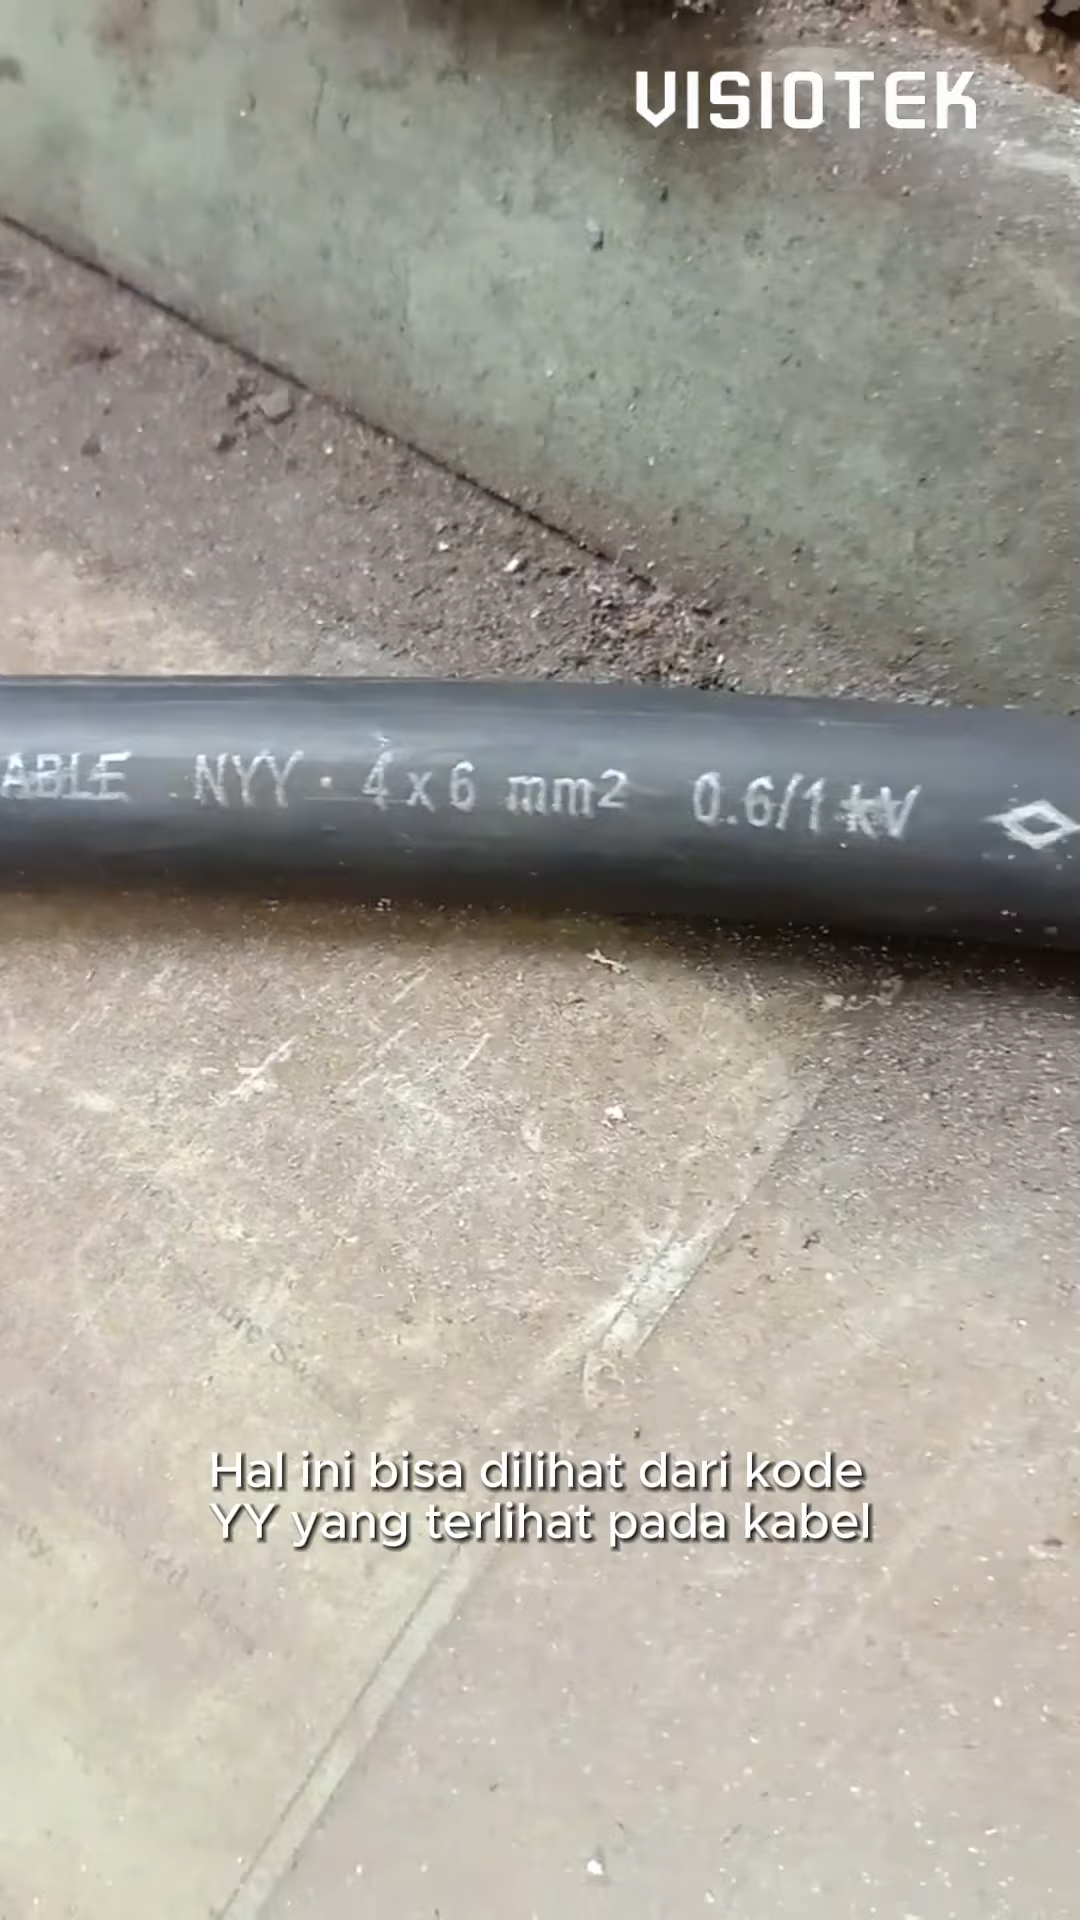 VISIOTEK
ABLE NYY · 4 x 6 mm² 0.6/1 kV
Hal ini bisa dilihat dari kode
YY yang terlihat pada kabel